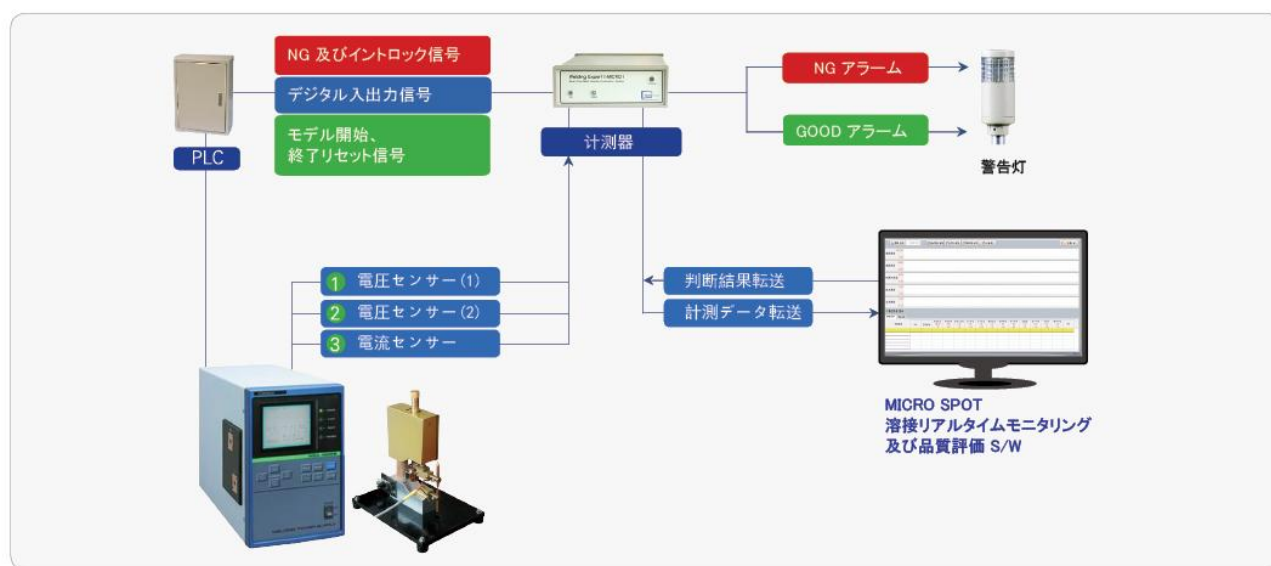 NG 及びイントロック信号
デジタル入出力信号
モデル開始、
終了リセット信号
PLC
計測器
NG アラーム
GOOD アラーム
警告灯
1 電圧センサー(1)
2 電圧センサー(2)
3 電流センサー
判断結果転送
計測データ転送
MICRO SPOT
溶接リアルタイムモニタリング
及び品質評価 S/W